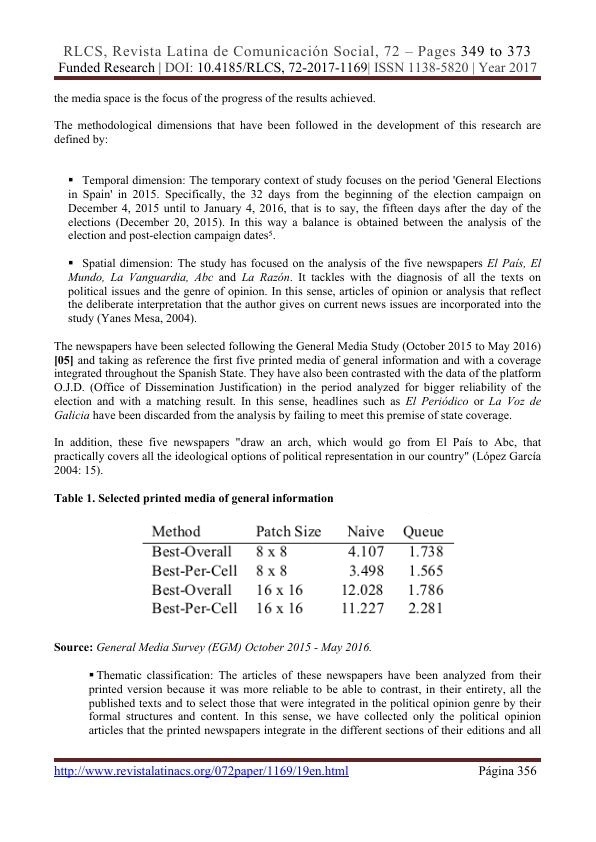 RLCS, Revista Latina de Comunicación Social, 72 – Pages 349 to 373
Funded Research | DOI: 10.4185/RLCS, 72-2017-1169| ISSN 1138-5820 | Year 2017
the media space is the focus of the progress of the results achieved.
The methodological dimensions that have been followed in the development of this research are
defined by:
▪ Temporal dimension: The temporary context of study focuses on the period 'General Elections
in Spain' in 2015. Specifically, the 32 days from the beginning of the election campaign on
December 4, 2015 until to January 4, 2016, that is to say, the fifteen days after the day of the
elections (December 20, 2015). In this way a balance is obtained between the analysis of the
election and post-election campaign dates⁵.
▪ Spatial dimension: The study has focused on the analysis of the five newspapers El País, El
Mundo, La Vanguardia, Abc and La Razón. It tackles with the diagnosis of all the texts on
political issues and the genre of opinion. In this sense, articles of opinion or analysis that reflect
the deliberate interpretation that the author gives on current news issues are incorporated into the
study (Yanes Mesa, 2004).
The newspapers have been selected following the General Media Study (October 2015 to May 2016)
[05] and taking as reference the first five printed media of general information and with a coverage
integrated throughout the Spanish State. They have also been contrasted with the data of the platform
O.J.D. (Office of Dissemination Justification) in the period analyzed for bigger reliability of the
election and with a matching result. In this sense, headlines such as El Periódico or La Voz de
Galicia have been discarded from the analysis by failing to meet this premise of state coverage.
In addition, these five newspapers "draw an arch, which would go from El País to Abc, that
practically covers all the ideological options of political representation in our country" (López García
2004: 15).
Table 1. Selected printed media of general information
Method Patch Size Naive Queue
Best-Overall 8 x 8 4.107 1.738
Best-Per-Cell 8 x 8 3.498 1.565
Best-Overall 16 x 16 12.028 1.786
Best-Per-Cell 16 x 16 11.227 2.281
Source: General Media Survey (EGM) October 2015 - May 2016.
▪ Thematic classification: The articles of these newspapers have been analyzed from their
printed version because it was more reliable to be able to contrast, in their entirety, all the
published texts and to select those that were integrated in the political opinion genre by their
formal structures and content. In this sense, we have collected only the political opinion
articles that the printed newspapers integrate in the different sections of their editions and all
http://www.revistalatinacs.org/072paper/1169/19en.html Página 356